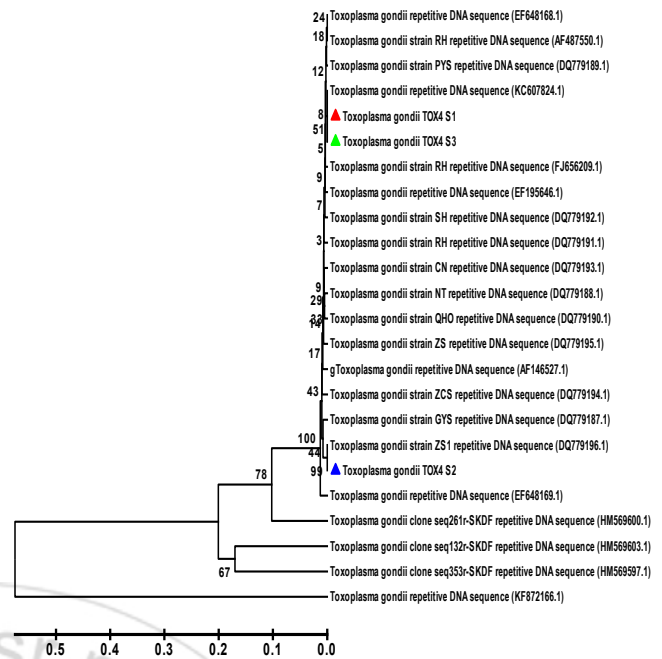 24 Toxoplasma gondii repetitive DNA sequence (EF648168.1)
18 Toxoplasma gondii strain RH repetitive DNA sequence (AF487550.1)
Toxoplasma gondii strain PYS repetitive DNA sequence (DQ779189.1)
12
Toxoplasma gondii repetitive DNA sequence (KC607824.1)
8 Toxoplasma gondii TOX4 S1
51
Toxoplasma gondii TOX4 S3
5
Toxoplasma gondii strain RH repetitive DNA sequence (FJ656209.1)
9
Toxoplasma gondii repetitive DNA sequence (EF195646.1)
7
Toxoplasma gondii strain SH repetitive DNA sequence (DQ779192.1)
3 Toxoplasma gondii strain RH repetitive DNA sequence (DQ779191.1)
Toxoplasma gondii strain CN repetitive DNA sequence (DQ779193.1)
9
Toxoplasma gondii strain NT repetitive DNA sequence (DQ779188.1)
29
Toxoplasma gondii strain QHO repetitive DNA sequence (DQ779190.1)
Toxoplasma gondii strain ZS repetitive DNA sequence (DQ779195.1)
17
gToxoplasma gondii repetitive DNA sequence (AF146527.1)
43 Toxoplasma gondii strain ZCS repetitive DNA sequence (DQ779194.1)
Toxoplasma gondii strain GYS repetitive DNA sequence (DQ779187.1)
100
Toxoplasma gondii strain ZS1 repetitive DNA sequence (DQ779196.1)
44
99 Toxoplasma gondii TOX4 S2
78
Toxoplasma gondii repetitive DNA sequence (EF648169.1)
Toxoplasma gondii clone seq261r-SKDF repetitive DNA sequence (HM569600.1)
Toxoplasma gondii clone seq132r-SKDF repetitive DNA sequence (HM569603.1)
67 Toxoplasma gondii clone seq353r-SKDF repetitive DNA sequence (HM569597.1)
Toxoplasma gondii repetitive DNA sequence (KF872166.1)
0.5 0.4 0.3 0.2 0.1 0.0